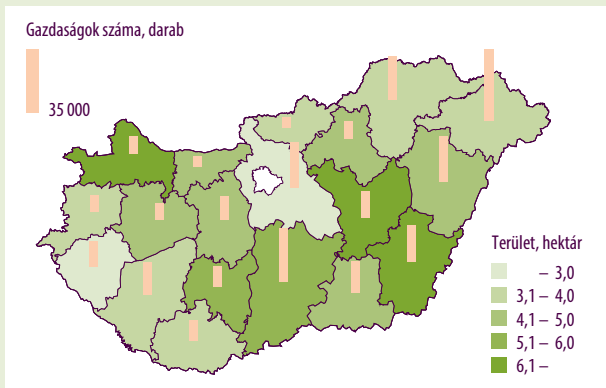 Gazdaságok száma, darab
35 000
Terület, hektár
– 3,0
3,1 – 4,0
4,1 – 5,0
5,1 – 6,0
6,1 –